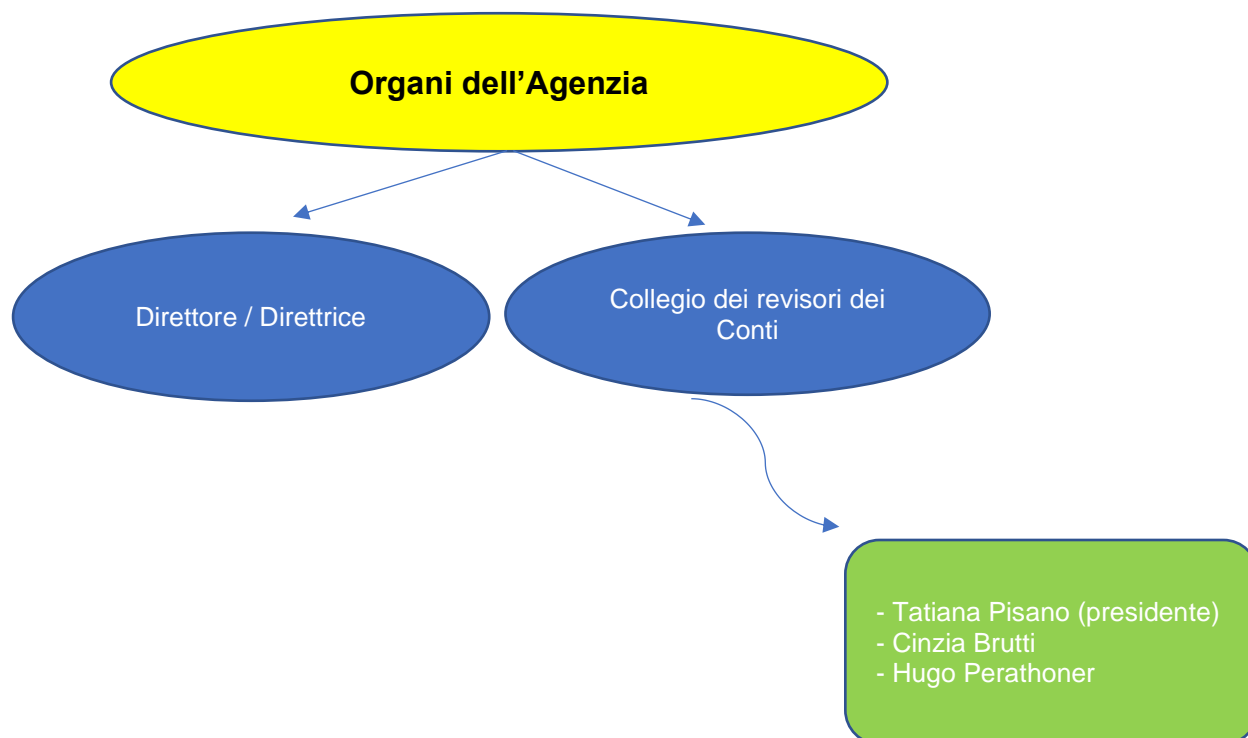 Organi dell’Agenzia
Direttore / Direttrice
Collegio dei revisori dei
Conti
- Tatiana Pisano (presidente)
- Cinzia Brutti
- Hugo Perathoner